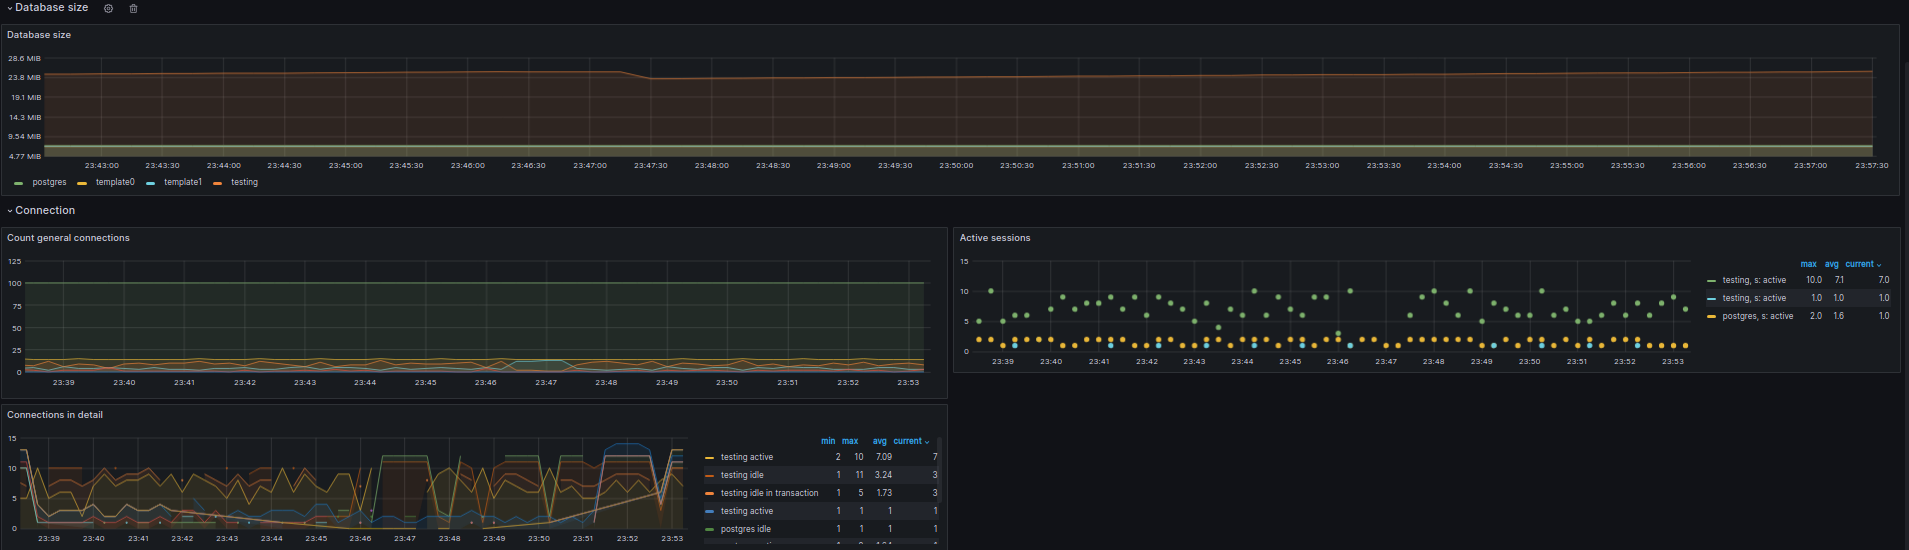 Database size
Database size
28.6 MiB
23.8 MiB
19.1 MiB
14.3 MiB
9.54 MiB
4.77 MiB
23:43:00 23:43:30 23:44:00 23:44:30 23:45:00 23:45:30 23:46:00 23:46:30 23:47:00 23:47:30 23:48:00 23:48:30 23:49:00 23:49:30 23:50:00 23:50:30 23:51:00 23:51:30 23:52:00 23:52:30 23:53:00 23:53:30 23:54:00 23:54:30 23:55:00 23:55:30 23:56:00 23:56:30 23:57:00 23:57:30
postgres template0 template1 testing
Connection
Count general connections
125
100
75
50
25
0
23:39 23:40 23:41 23:42 23:43 23:44 23:45 23:46 23:47 23:48 23:49 23:50 23:51 23:52 23:53
Active sessions
15
10
5
0
23:39 23:40 23:41 23:42 23:43 23:44 23:45 23:46 23:47 23:48 23:49 23:50 23:51 23:52 23:53
max avg current
testing, s: active 10.0 7.1 7.0
testing, s: active 1.0 1.0 1.0
postgres, s: active 2.0 1.6 1.0
Connections in detail
15
10
5
0
23:39 23:40 23:41 23:42 23:43 23:44 23:45 23:46 23:47 23:48 23:49 23:50 23:51 23:52 23:53
min max avg current
testing active 2 10 7.09 7
testing idle 1 11 3.24 3
testing idle in transaction 1 5 1.73 3
testing active 1 1 1 1
postgres idle 1 1 1 1